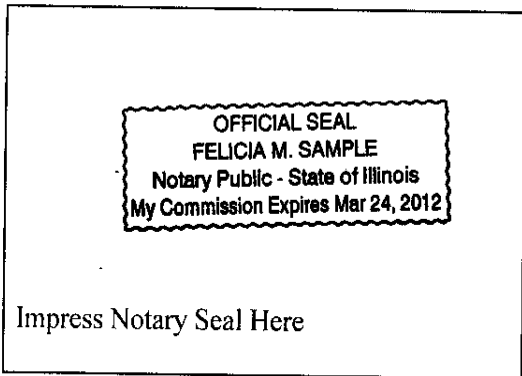 OFFICIAL SEAL
FELICIA M. SAMPLE
Notary Public - State of Illinois
My Commission Expires Mar 24, 2012
Impress Notary Seal Here